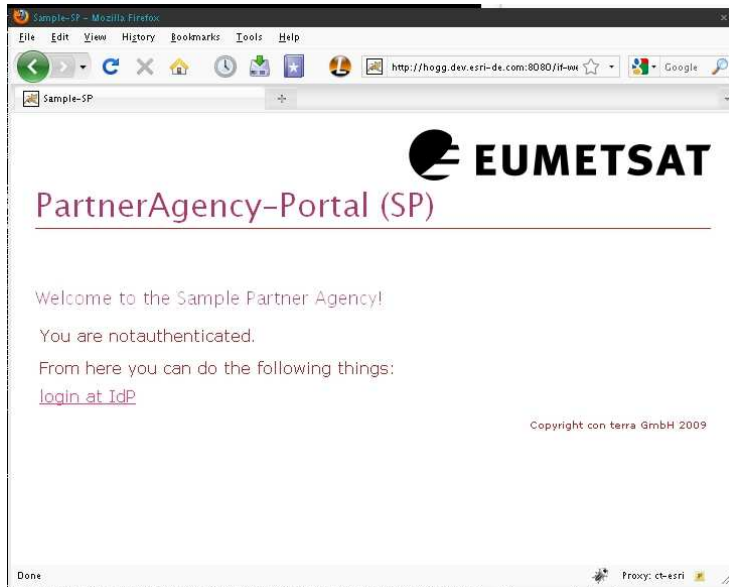 Sample-SP - Mozilla Firefox
File Edit View History Bookmarks Tools Help
http://hogg.dev.esri-de.com:8080/if-we
Google
Sample-SP
EUMETSAT
PartnerAgency-Portal (SP)
Welcome to the Sample Partner Agency!
You are notauthenticated.
From here you can do the following things:
login at IdP
Copyright con terra GmbH 2009
Done
Proxy: ct-esri